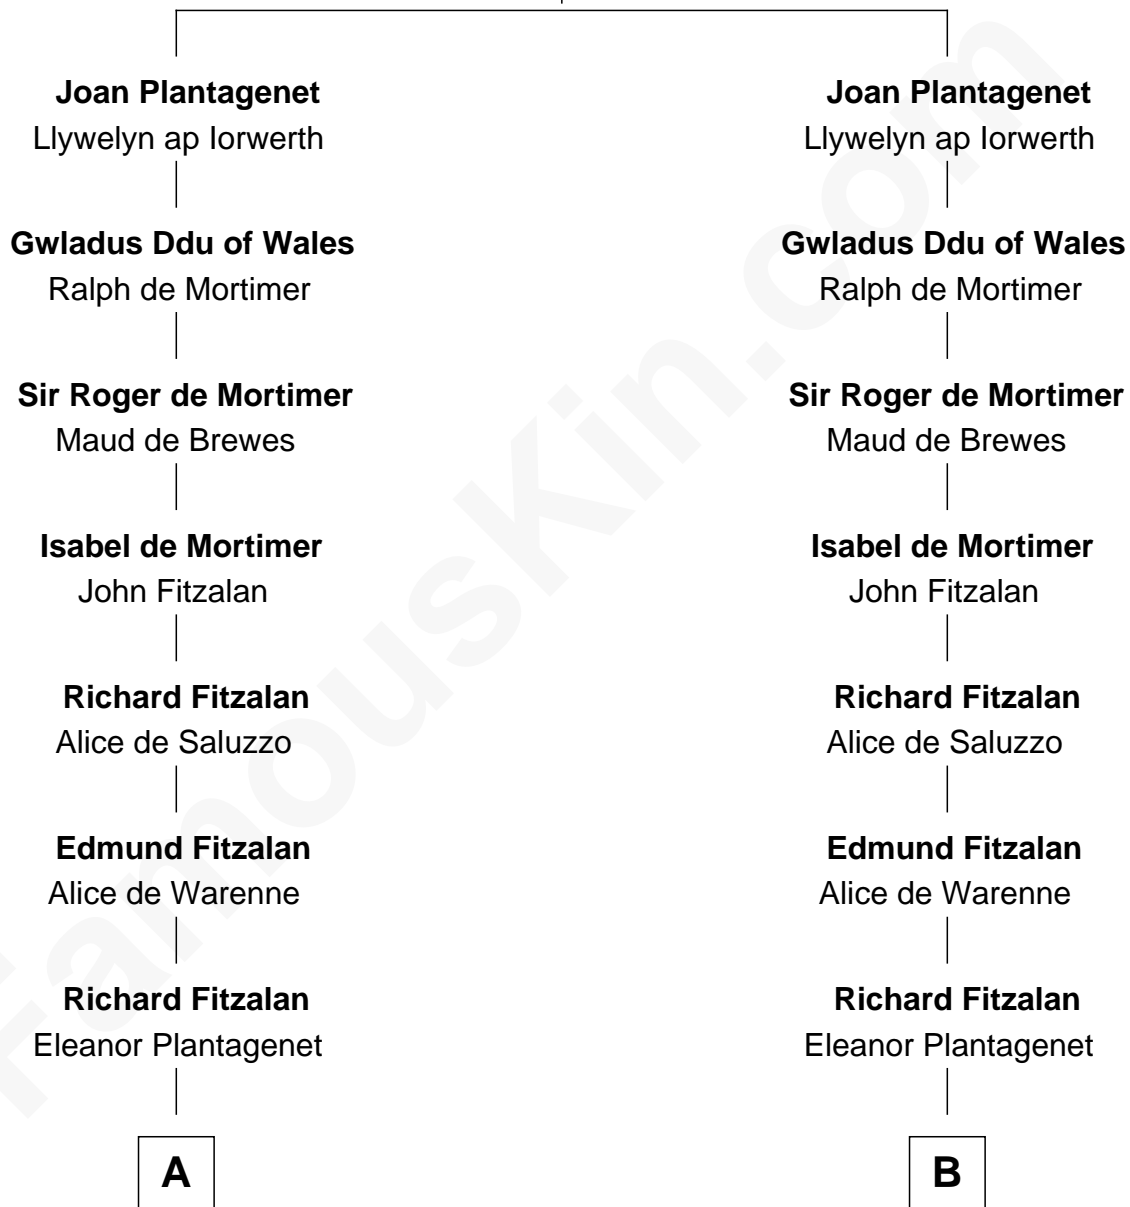 Joan Plantagenet
Llywelyn ap Iorwerth
Gwladus Ddu of Wales
Ralph de Mortimer
Sir Roger de Mortimer
Maud de Brewes
Isabel de Mortimer
John Fitzalan
Richard Fitzalan
Alice de Saluzzo
Edmund Fitzalan
Alice de Warenne
Richard Fitzalan
Eleanor Plantagenet
A
Joan Plantagenet
Llywelyn ap Iorwerth
Gwladus Ddu of Wales
Ralph de Mortimer
Sir Roger de Mortimer
Maud de Brewes
Isabel de Mortimer
John Fitzalan
Richard Fitzalan
Alice de Saluzzo
Edmund Fitzalan
Alice de Warenne
Richard Fitzalan
Eleanor Plantagenet
B
FamousKin.com